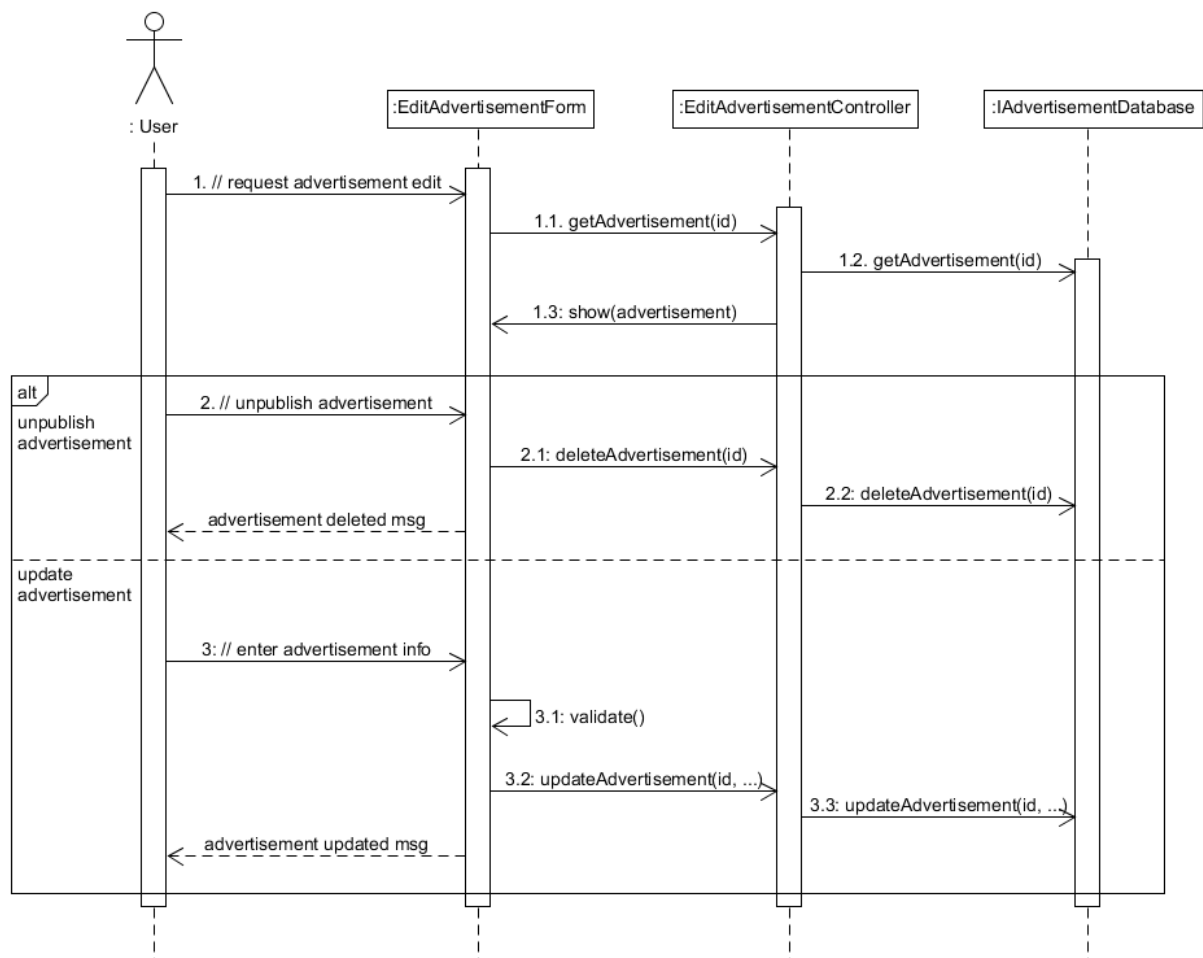 : User
:EditAdvertisementForm
:EditAdvertisementController
:IAdvertisementDatabase
1. // request advertisement edit
1.1. getAdvertisement(id)
1.2. getAdvertisement(id)
1.3: show(advertisement)
alt
unpublish
advertisement
2. // unpublish advertisement
2.1: deleteAdvertisement(id)
2.2: deleteAdvertisement(id)
advertisement deleted msg
update
advertisement
3: // enter advertisement info
3.1: validate()
3.2: updateAdvertisement(id, ...)
3.3: updateAdvertisement(id, ...)
advertisement updated msg